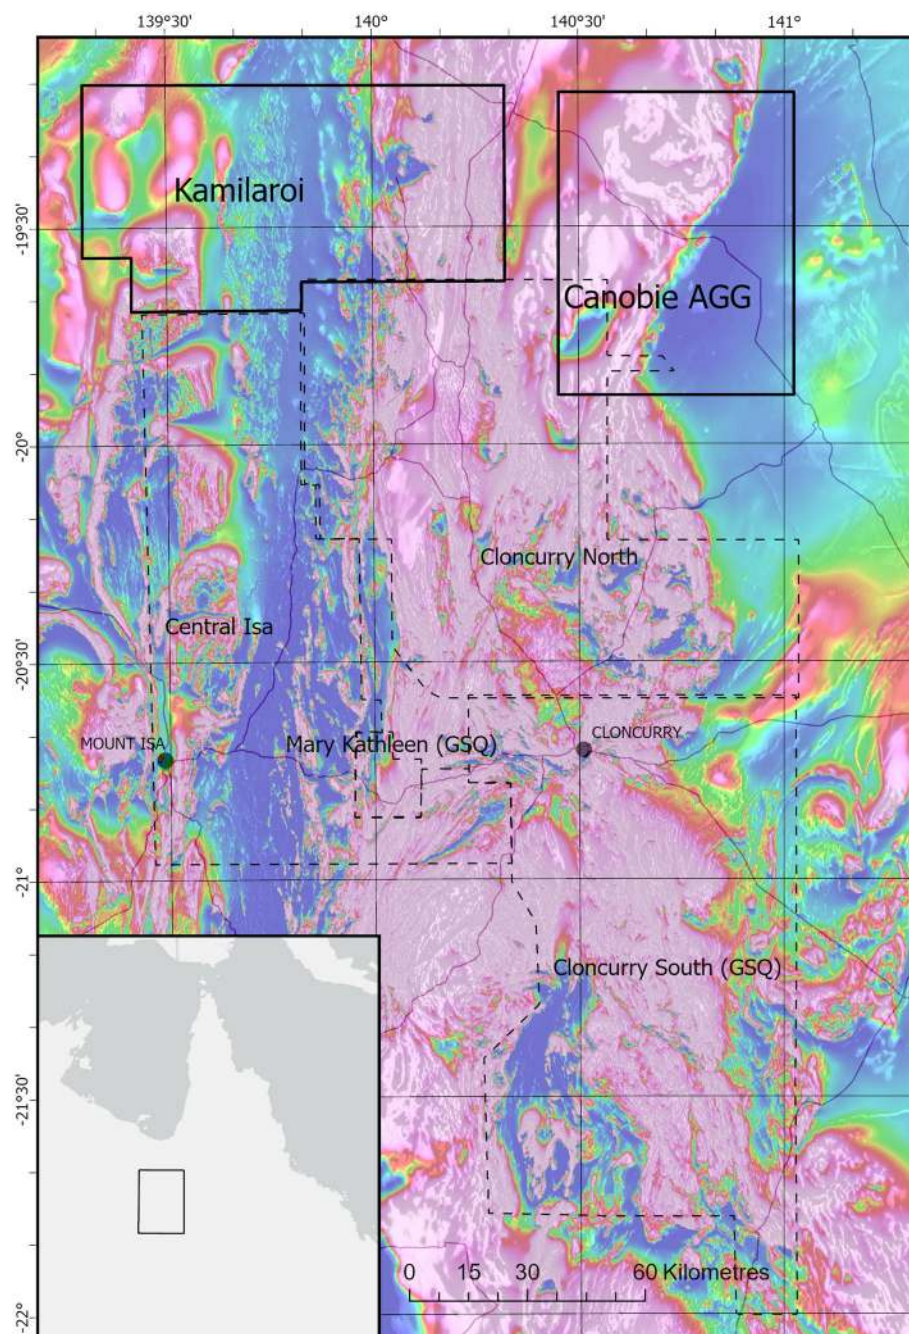 139°30' 140° 140°30' 141°
Kamilaroi
-19°30'
Canobie AGG
-20°
Cloncurry North
Central Isa
-20°30'
MOUNT ISA
Mary Kathleen (GSQ)
CLONCURRY
-21°
Cloncurry South (GSQ)
-21°30'
0 15 30 60 Kilometres
-22°